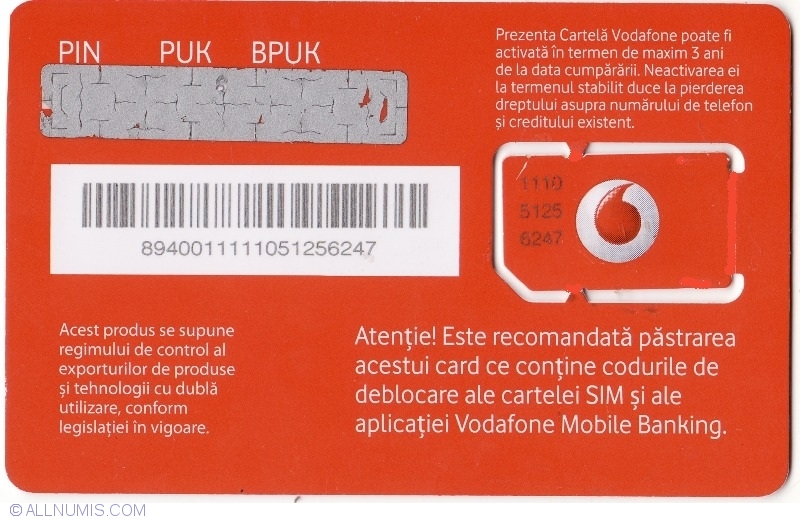 PIN PUK BPUK
Prezenta Cartelă Vodafone poate fi
activată în termen de maxim 3 ani
de la data cumpărării. Neactivarea ei
la termenul stabilit duce la pierderea
dreptului asupra numărului de telefon
și creditului existent.
1110
5125
6247
8940011111051256247
Acest produs se supune
regimului de control al
exporturilor de produse
și tehnologii cu dublă
utilizare, conform
legislației în vigoare.
Atenție! Este recomandată păstrarea
acestui card ce conține codurile de
deblocare ale cartelei SIM și ale
aplicației Vodafone Mobile Banking.
© ALLNUMIS.COM